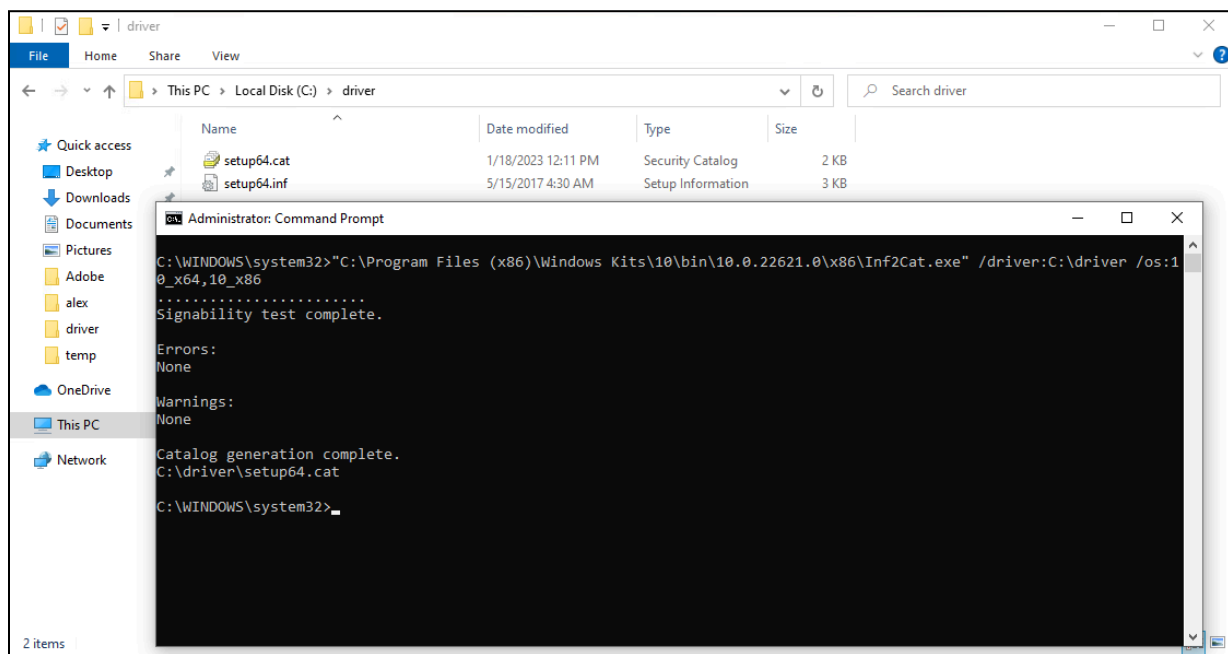 driver
File Home Share View
This PC > Local Disk (C:) > driver
Search driver
Name Date modified Type Size
Quick access
setup64.cat 1/18/2023 12:11 PM Security Catalog 2 KB
Desktop
setup64.inf 5/15/2017 4:30 AM Setup Information 3 KB
Downloads
Documents
Pictures
Adobe
alex
driver
temp
OneDrive
This PC
Network
2 items
Administrator: Command Prompt
C:\WINDOWS\system32>"C:\Program Files (x86)\Windows Kits\10\bin\10.0.22621.0\x86\Inf2Cat.exe" /driver:C:\driver /os:1
0_x64,10_x86
........................
Signability test complete.
Errors:
None
Warnings:
None
Catalog generation complete.
C:\driver\setup64.cat
C:\WINDOWS\system32>